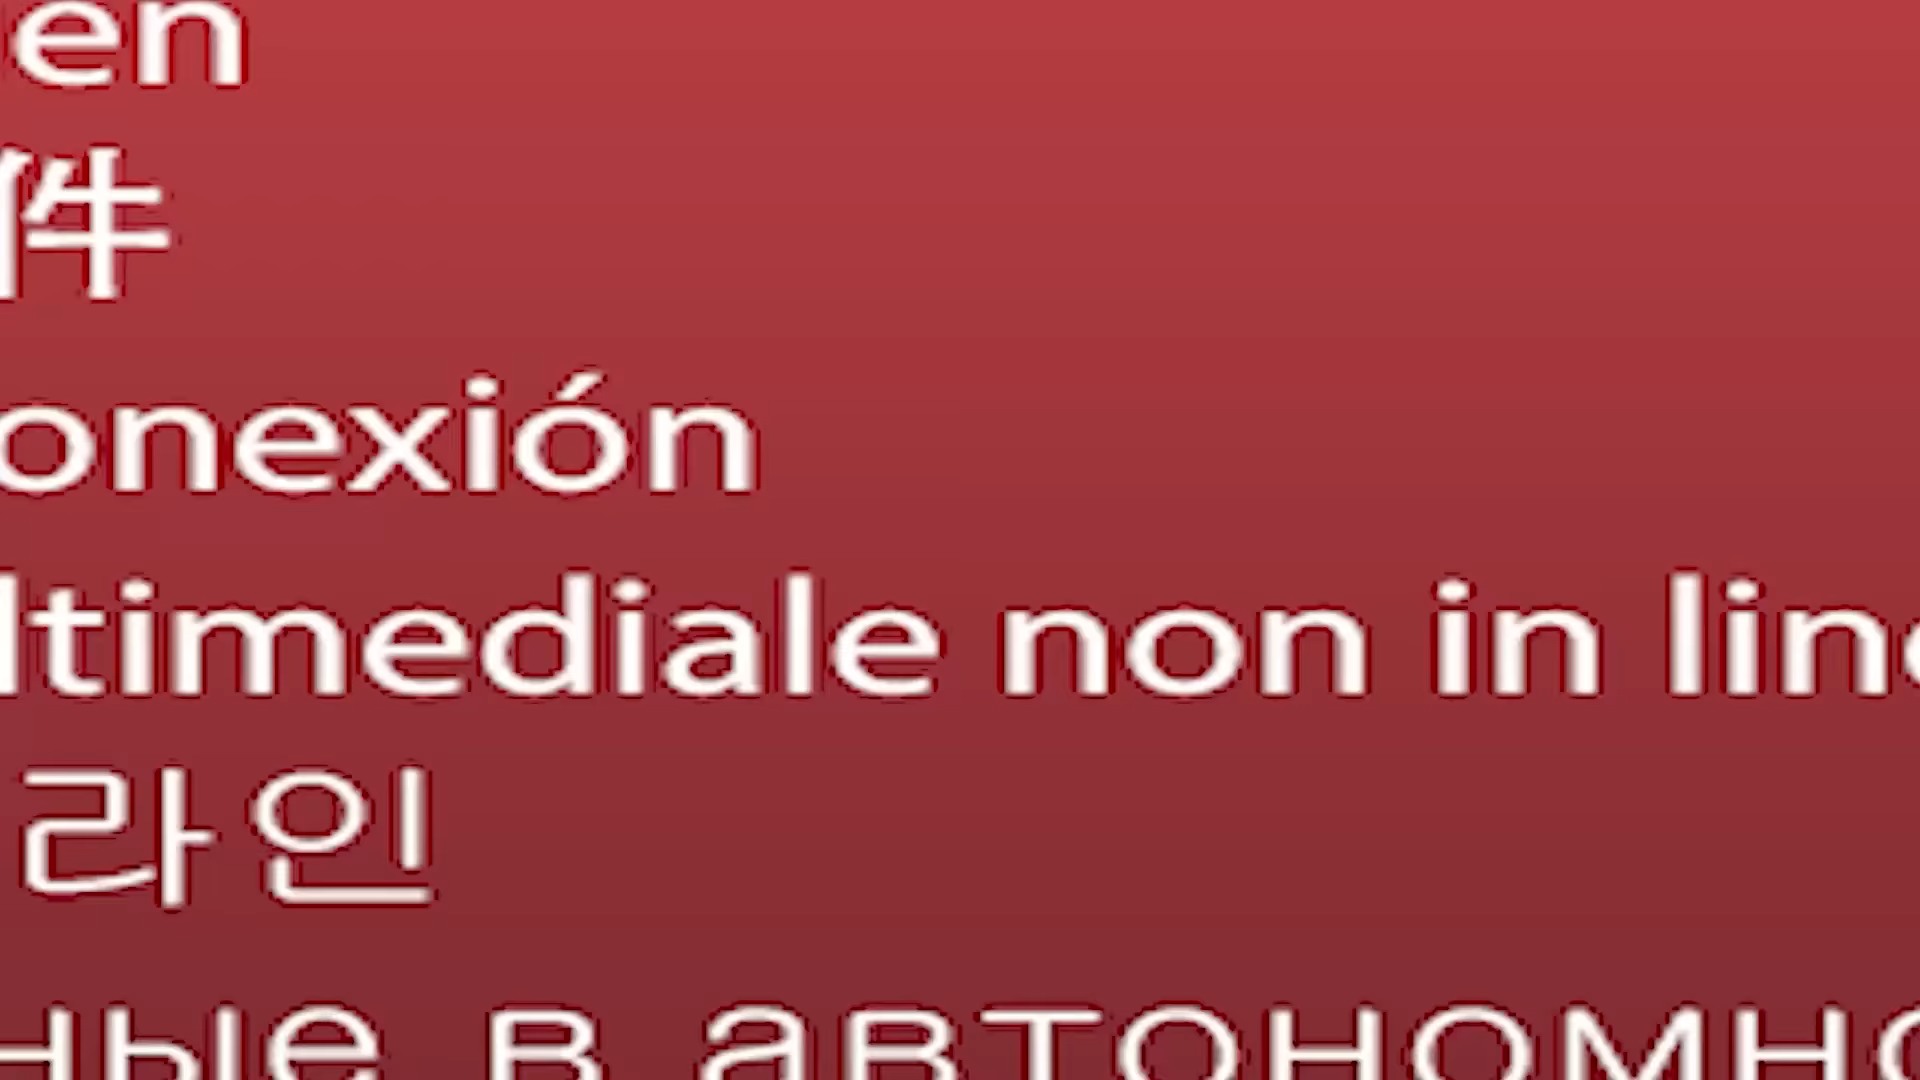 en
件
onexión
ltimediale non in line
라인
ные в автономно